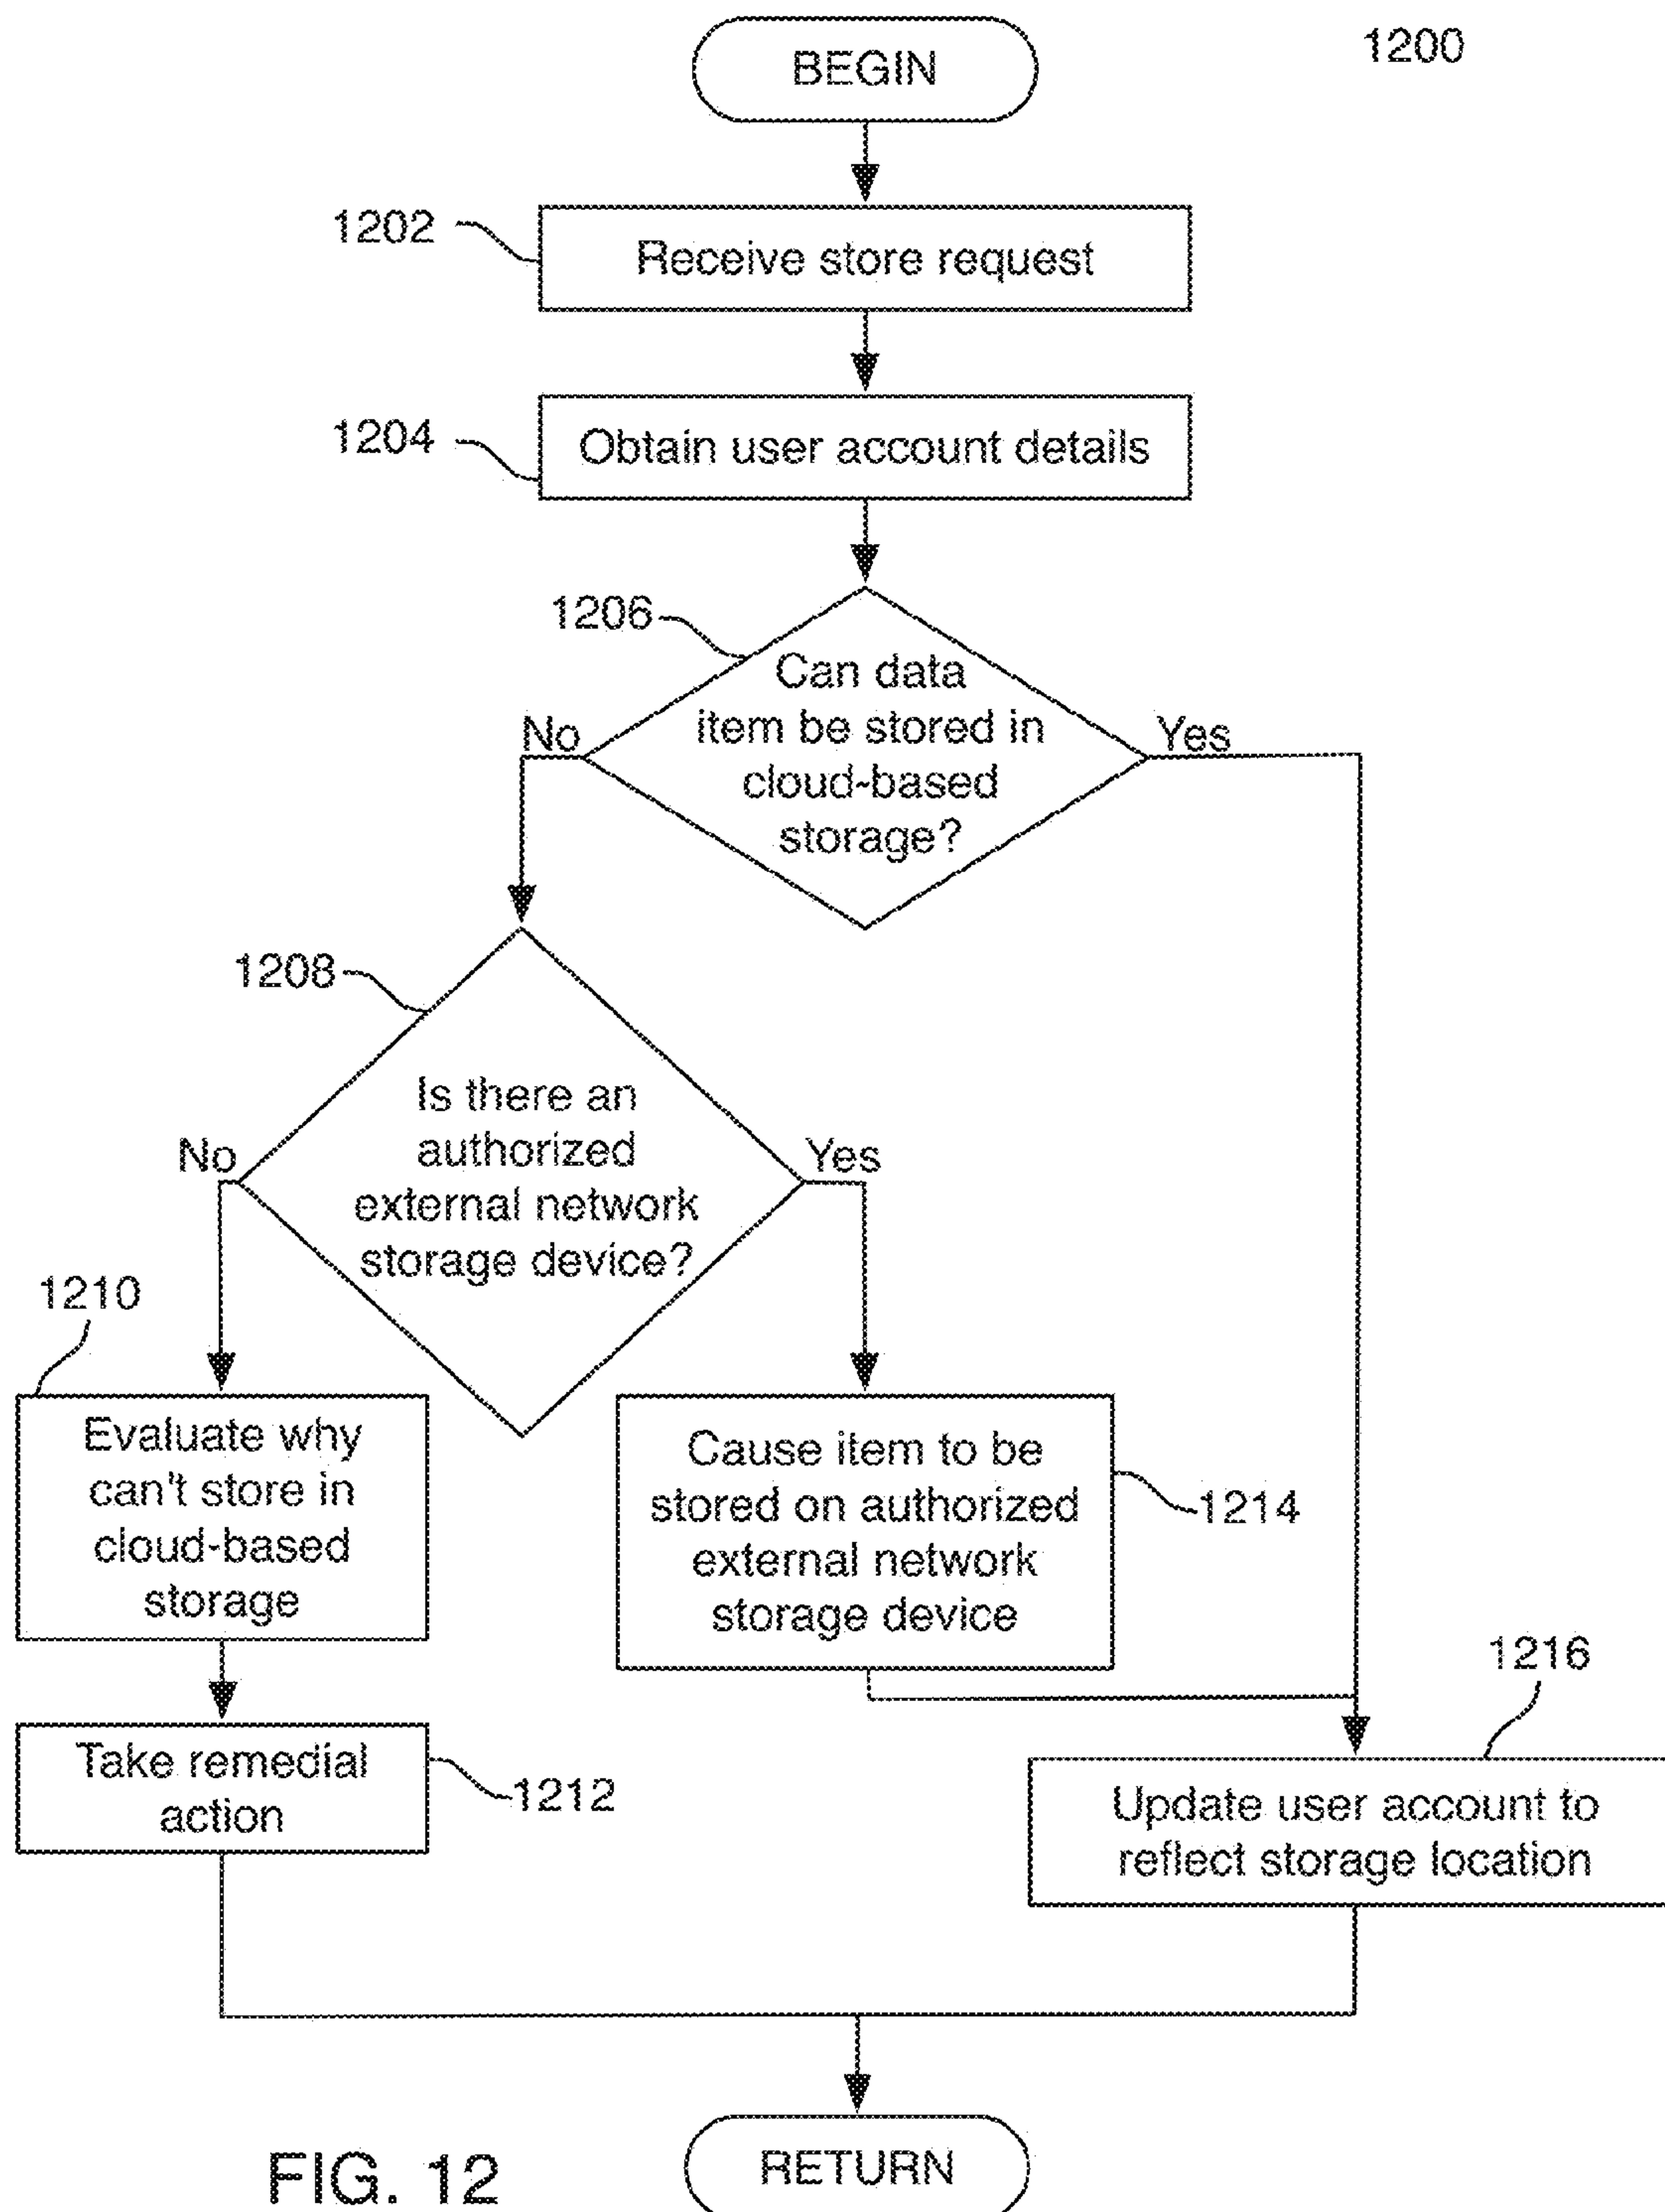 BEGIN
1200
1202
Receive store request
1204
Obtain user account details
1206
Can data
item be stored in
cloud-based
storage?
No
Yes
1208
Is there an
authorized
external network
storage device?
No
Yes
1210
Evaluate why
can't store in
cloud-based
storage
Cause item to be
stored on authorized
external network
storage device
1214
1216
Take remedial
action
1212
Update user account to
reflect storage location
RETURN
FIG. 12